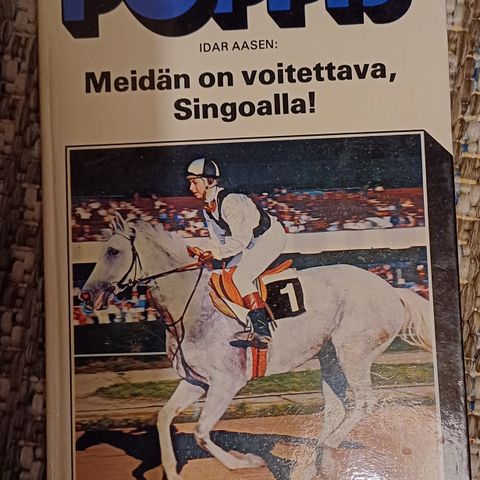 POPPIS
IDAR AASEN:
Meidän on voitettava,
Singoalla!
1